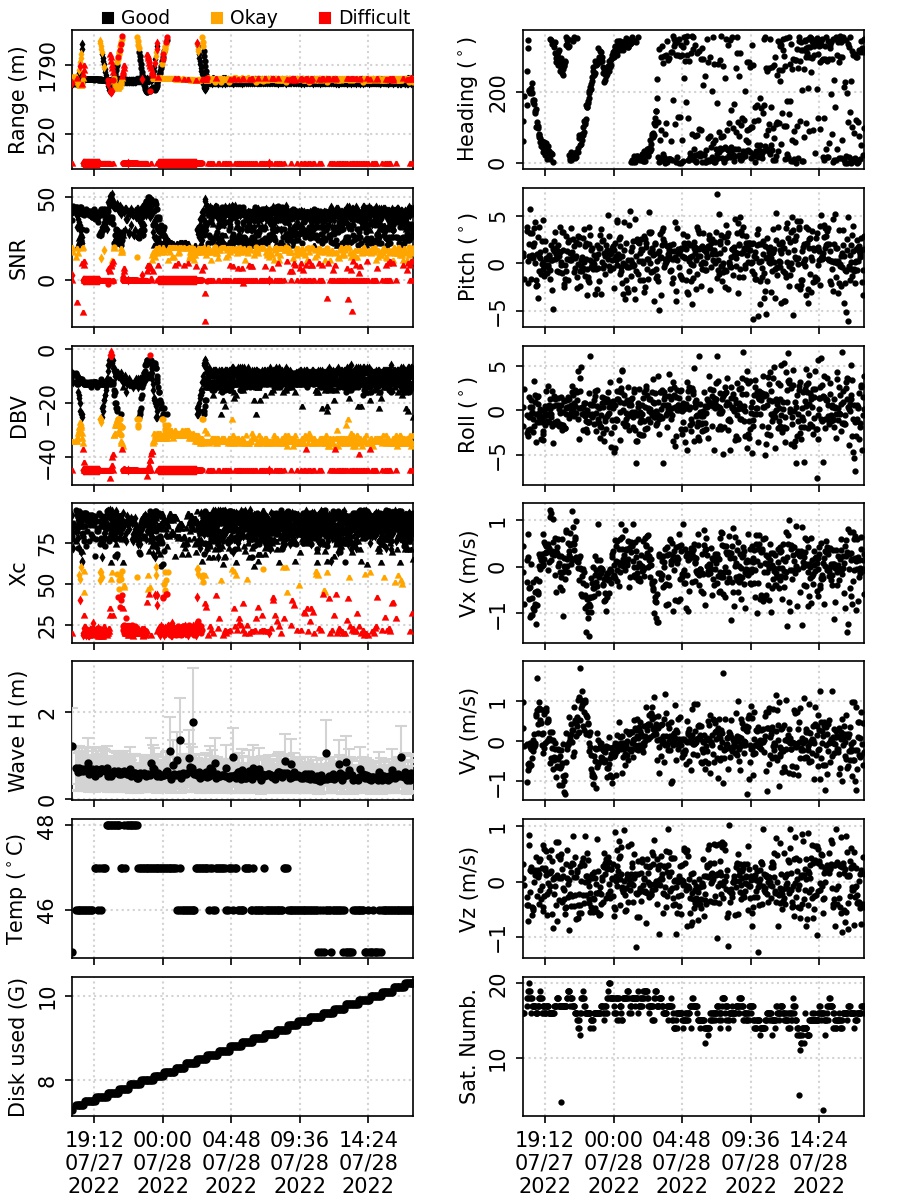 Good Okay Difficult
Range (m)
1790
520
Heading (°)
200
0
SNR
50
0
Pitch (°)
5
0
−5
DBV
0
−20
−40
Roll (°)
5
0
−5
Xc
75
50
25
Vx (m/s)
1
0
−1
Wave H (m)
2
0
Vy (m/s)
1
0
−1
Temp (°C)
48
46
Vz (m/s)
1
0
−1
Disk used (G)
10
8
Sat. Numb.
20
10
19:12 00:00 04:48 09:36 14:24
07/27 07/28 07/28 07/28 07/28
2022 2022 2022 2022 2022
19:12 00:00 04:48 09:36 14:24
07/27 07/28 07/28 07/28 07/28
2022 2022 2022 2022 2022